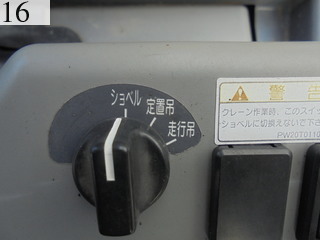 16
ショベル
定置吊
走行吊
警告
クレーン作業時、このスイッ
ショベルに切換えないで下さ
PW20T0110